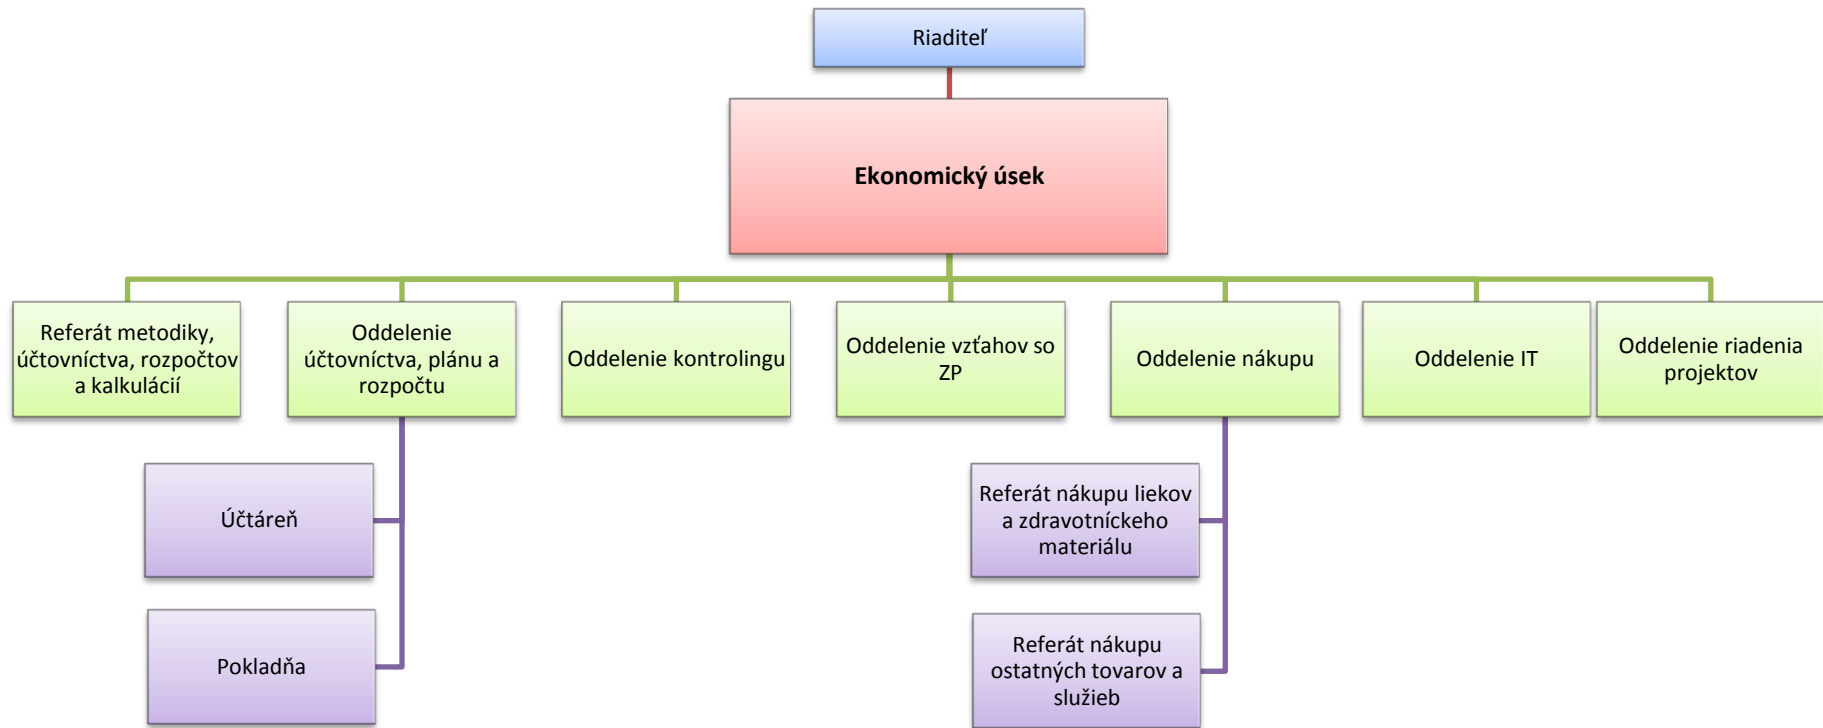 Riaditeľ
Ekonomický úsek
Referát metodiky,
účtovníctva, rozpočtov
a kalkulácií
Oddelenie
účtovníctva, plánu a
rozpočtu
Oddelenie kontrolingu
Oddelenie vzťahov so
ZP
Oddelenie nákupu
Oddelenie IT
Oddelenie riadenia
projektov
Účtáreň
Pokladňa
Referát nákupu liekov
a zdravotníckeho
materiálu
Referát nákupu
ostatných tovarov a
služieb